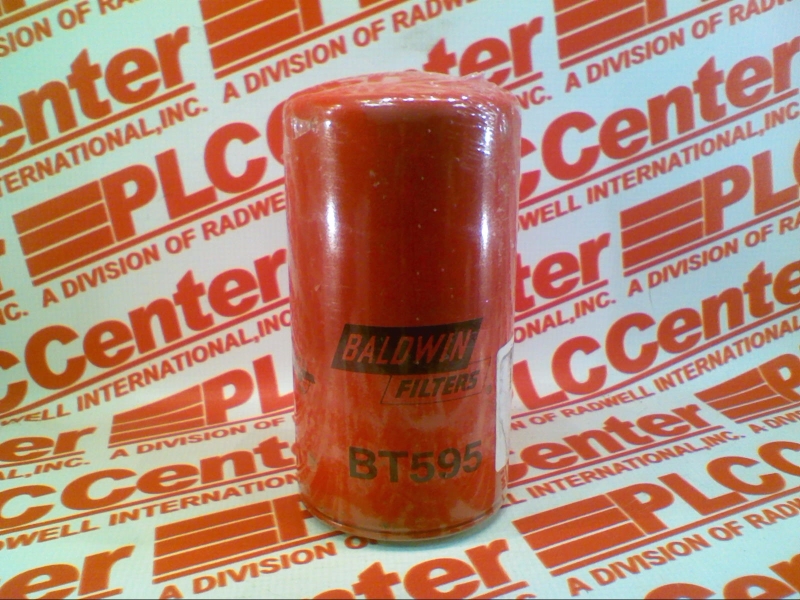 PLCCenter
A DIVISION OF RADWELL INTERNATIONAL, INC.
BALDWIN
FILTERS
BT595